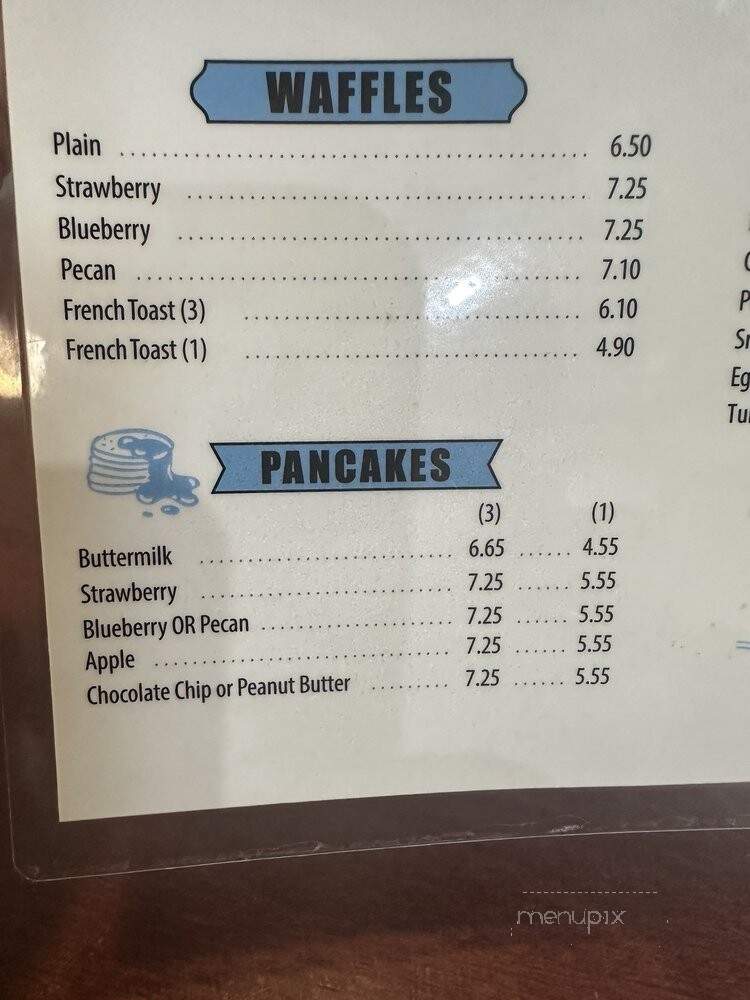 WAFFLES
Plain ........ 6.50
Strawberry ........ 7.25
Blueberry ........ 7.25
Pecan ........ 7.10
French Toast (3) ........ 6.10
French Toast (1) ........ 4.90
PANCAKES
(3) (1)
Buttermilk ........ 6.65 ...... 4.55
Strawberry ........ 7.25 ...... 5.55
Blueberry OR Pecan ........ 7.25 ...... 5.55
Apple ........ 7.25 ...... 5.55
Chocolate Chip or Peanut Butter ........ 7.25 ...... 5.55
menupix